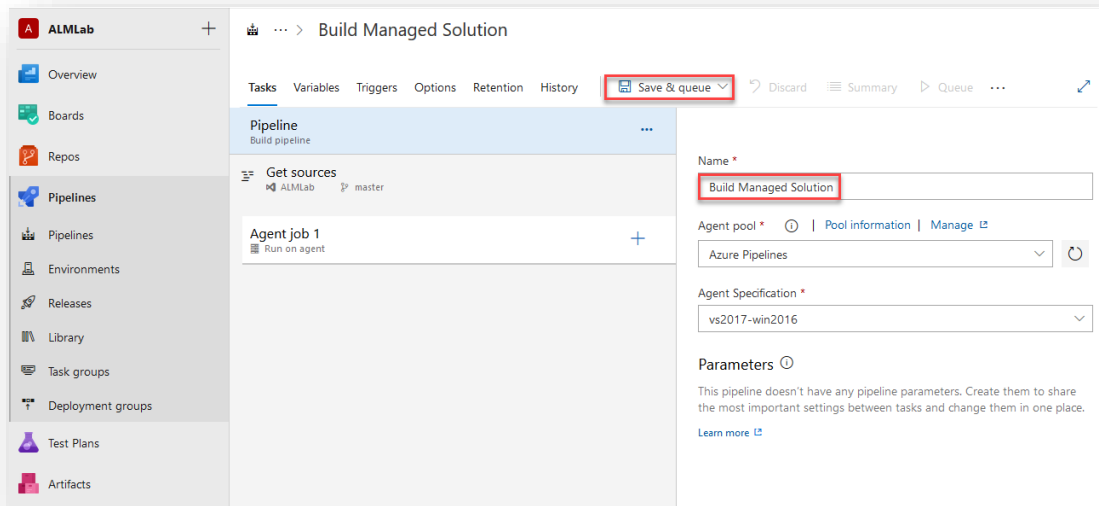 A ALMLab
Overview
Boards
Repos
Pipelines
Pipelines
Environments
Releases
Library
Task groups
Deployment groups
Test Plans
Artifacts
... > Build Managed Solution
Tasks Variables Triggers Options Retention History Save & queue Discard Summary Queue ...
Pipeline
Build pipeline
Get sources
ALMLab master
Agent job 1
Run on agent
Name *
Build Managed Solution
Agent pool * | Pool information | Manage
Azure Pipelines
Agent Specification *
vs2017-win2016
Parameters
This pipeline doesn't have any pipeline parameters. Create them to share
the most important settings between tasks and change them in one place.
Learn more